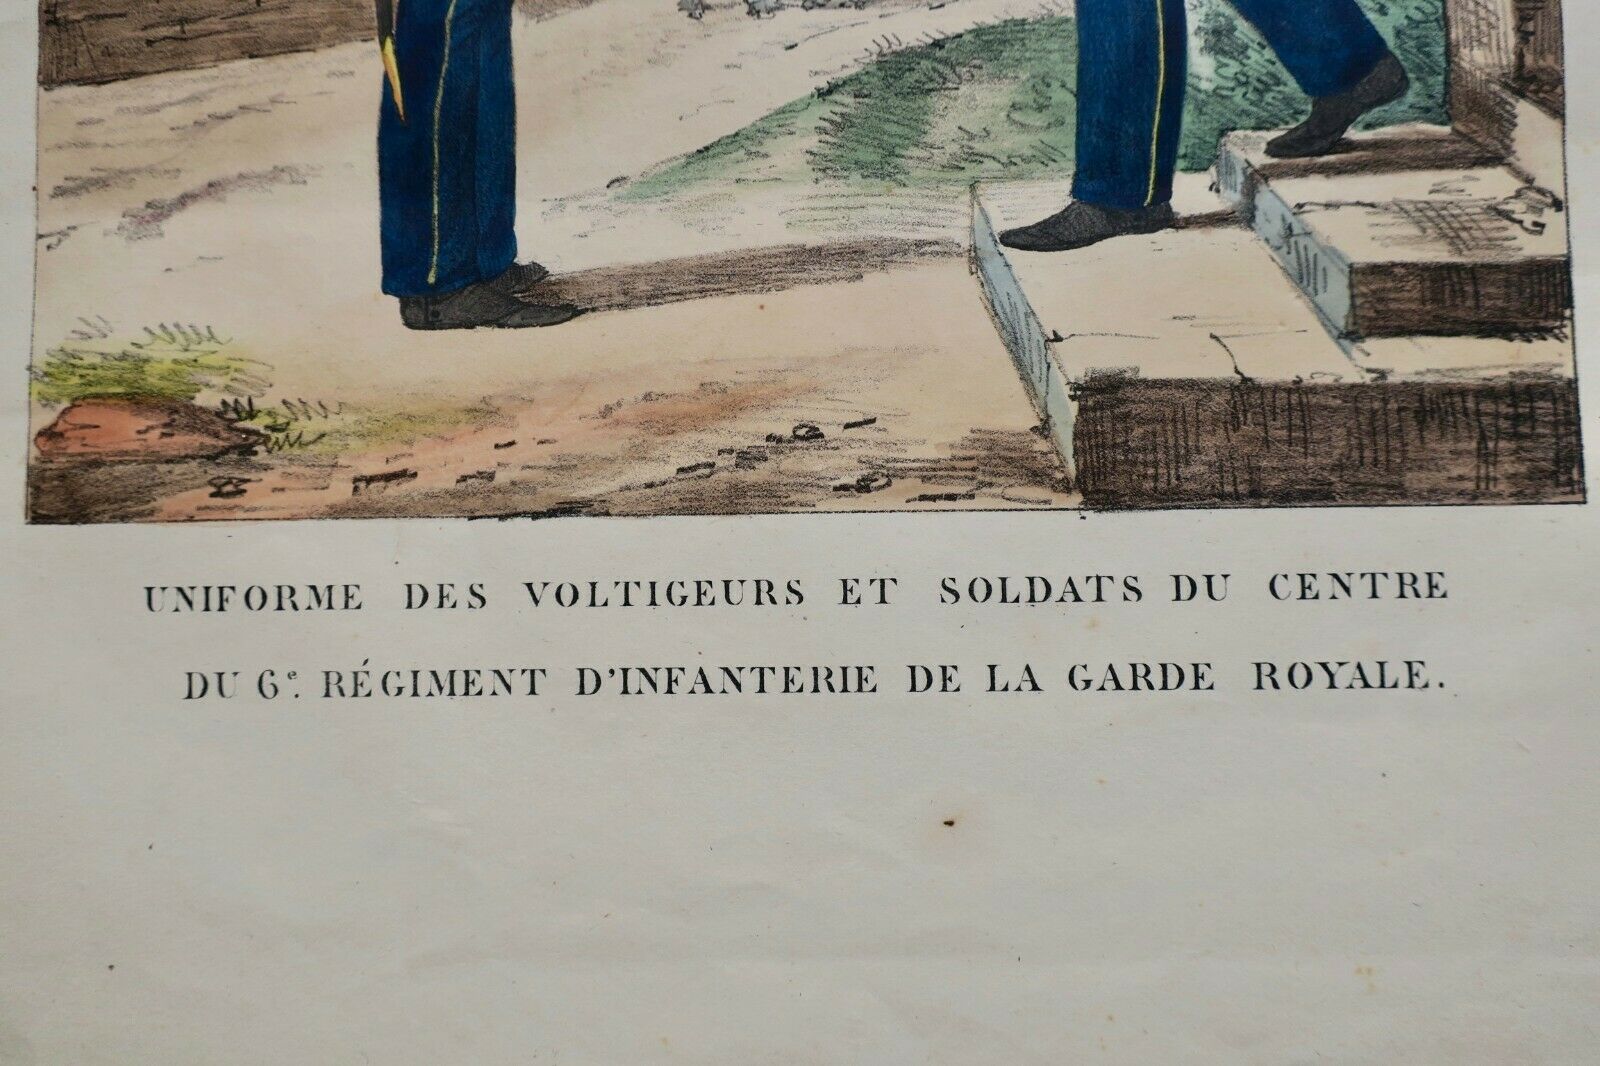 UNIFORME DES VOLTIGEURS ET SOLDATS DU CENTRE
DU 6e. RÉGIMENT D'INFANTERIE DE LA GARDE ROYALE.